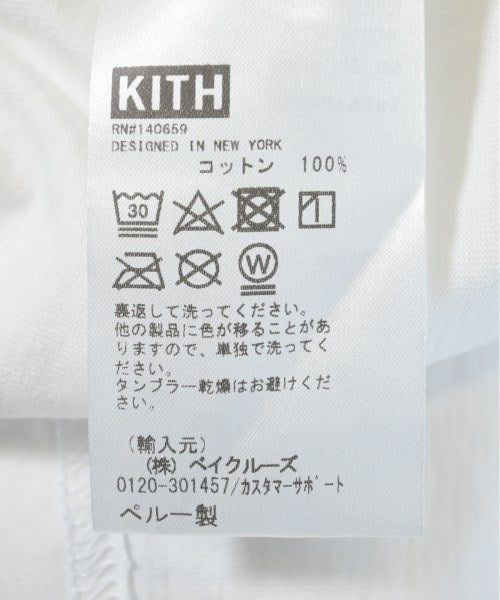 KITH
RN#140659
DESIGNED IN NEW YORK
コットン 100%
30
W
裏返して洗ってください。
他の製品に色が移ることがあ
りますので、単独で洗ってく
ださい。
タンブラー乾燥はお避けくだ
さい。
(輸入元)
(株) ベイクルーズ
0120-301457/カスタマーサポート
ペルー製